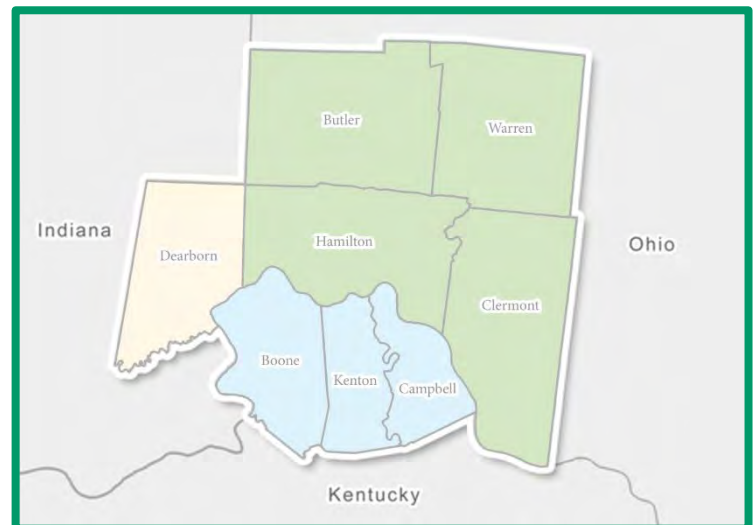 Butler
Warren
Indiana
Hamilton
Ohio
Dearborn
Clermont
Boone
Kenton
Campbell
Kentucky